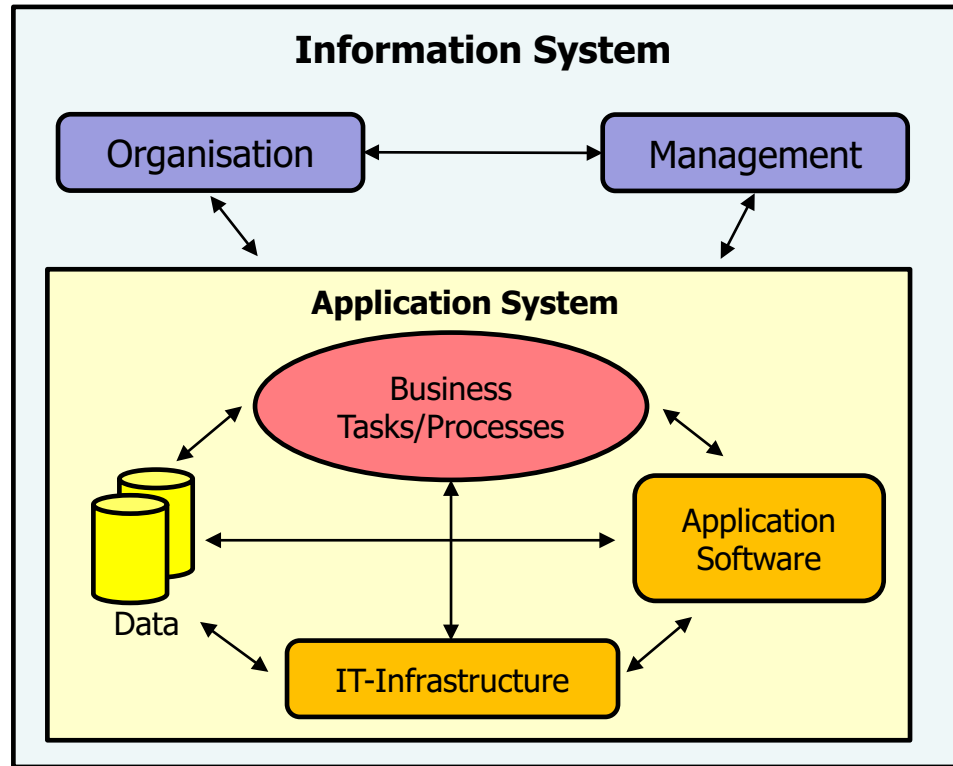 Information System
Organisation
Management
Application System
Business
Tasks/Processes
Application
Software
Data
IT-Infrastructure